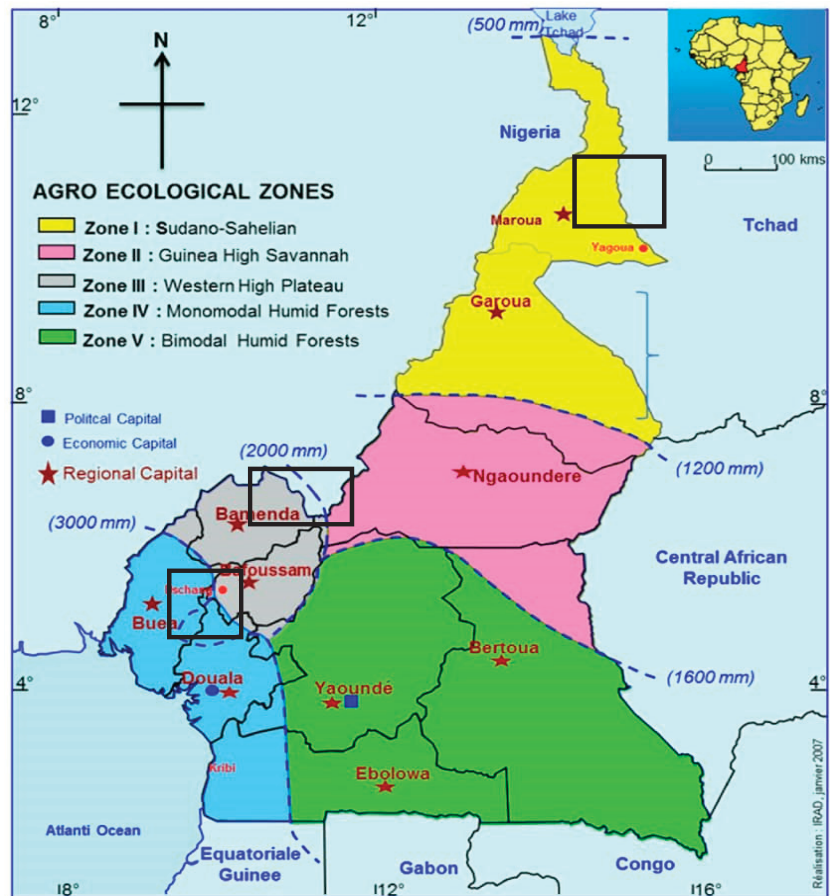 8°
12°
(500 mm)
Lake
Tchad
N
12°
Nigeria
0 100 kms
AGRO ECOLOGICAL ZONES
Zone I : Sudano-Sahelian
Zone II : Guinea High Savannah
Zone III : Western High Plateau
Zone IV : Monomodal Humid Forests
Zone V : Bimodal Humid Forests
Maroua
Tchad
Yagoua
Garoua
8°
8°
Politcal Capital
Economic Capital
Regional Capital
(2000 mm)
(1200 mm)
Ngaoundere
(3000 mm)
Bamenda
Central African
Republic
Bafoussam
Dschang
Buea
Bertoua
(1600 mm)
4°
Douala
Yaoundé
4°
Kribi
Ebolowa
Atlanti Ocean
Equatoriale
Guinee
Gabon
Congo
18°
12°
16°
Réalisation : IRAD, janvier 2007